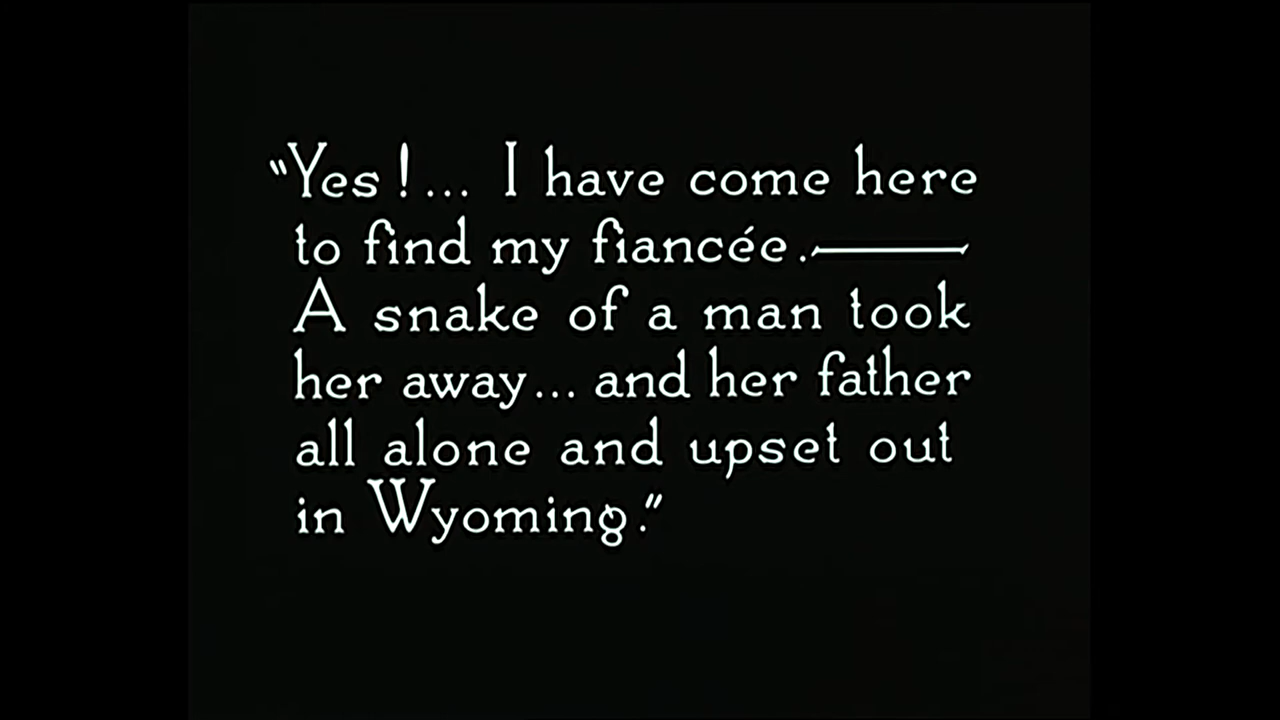 "Yes!... I have come here
to find my fiancée.——
A snake of a man took
her away... and her father
all alone and upset out
in Wyoming."